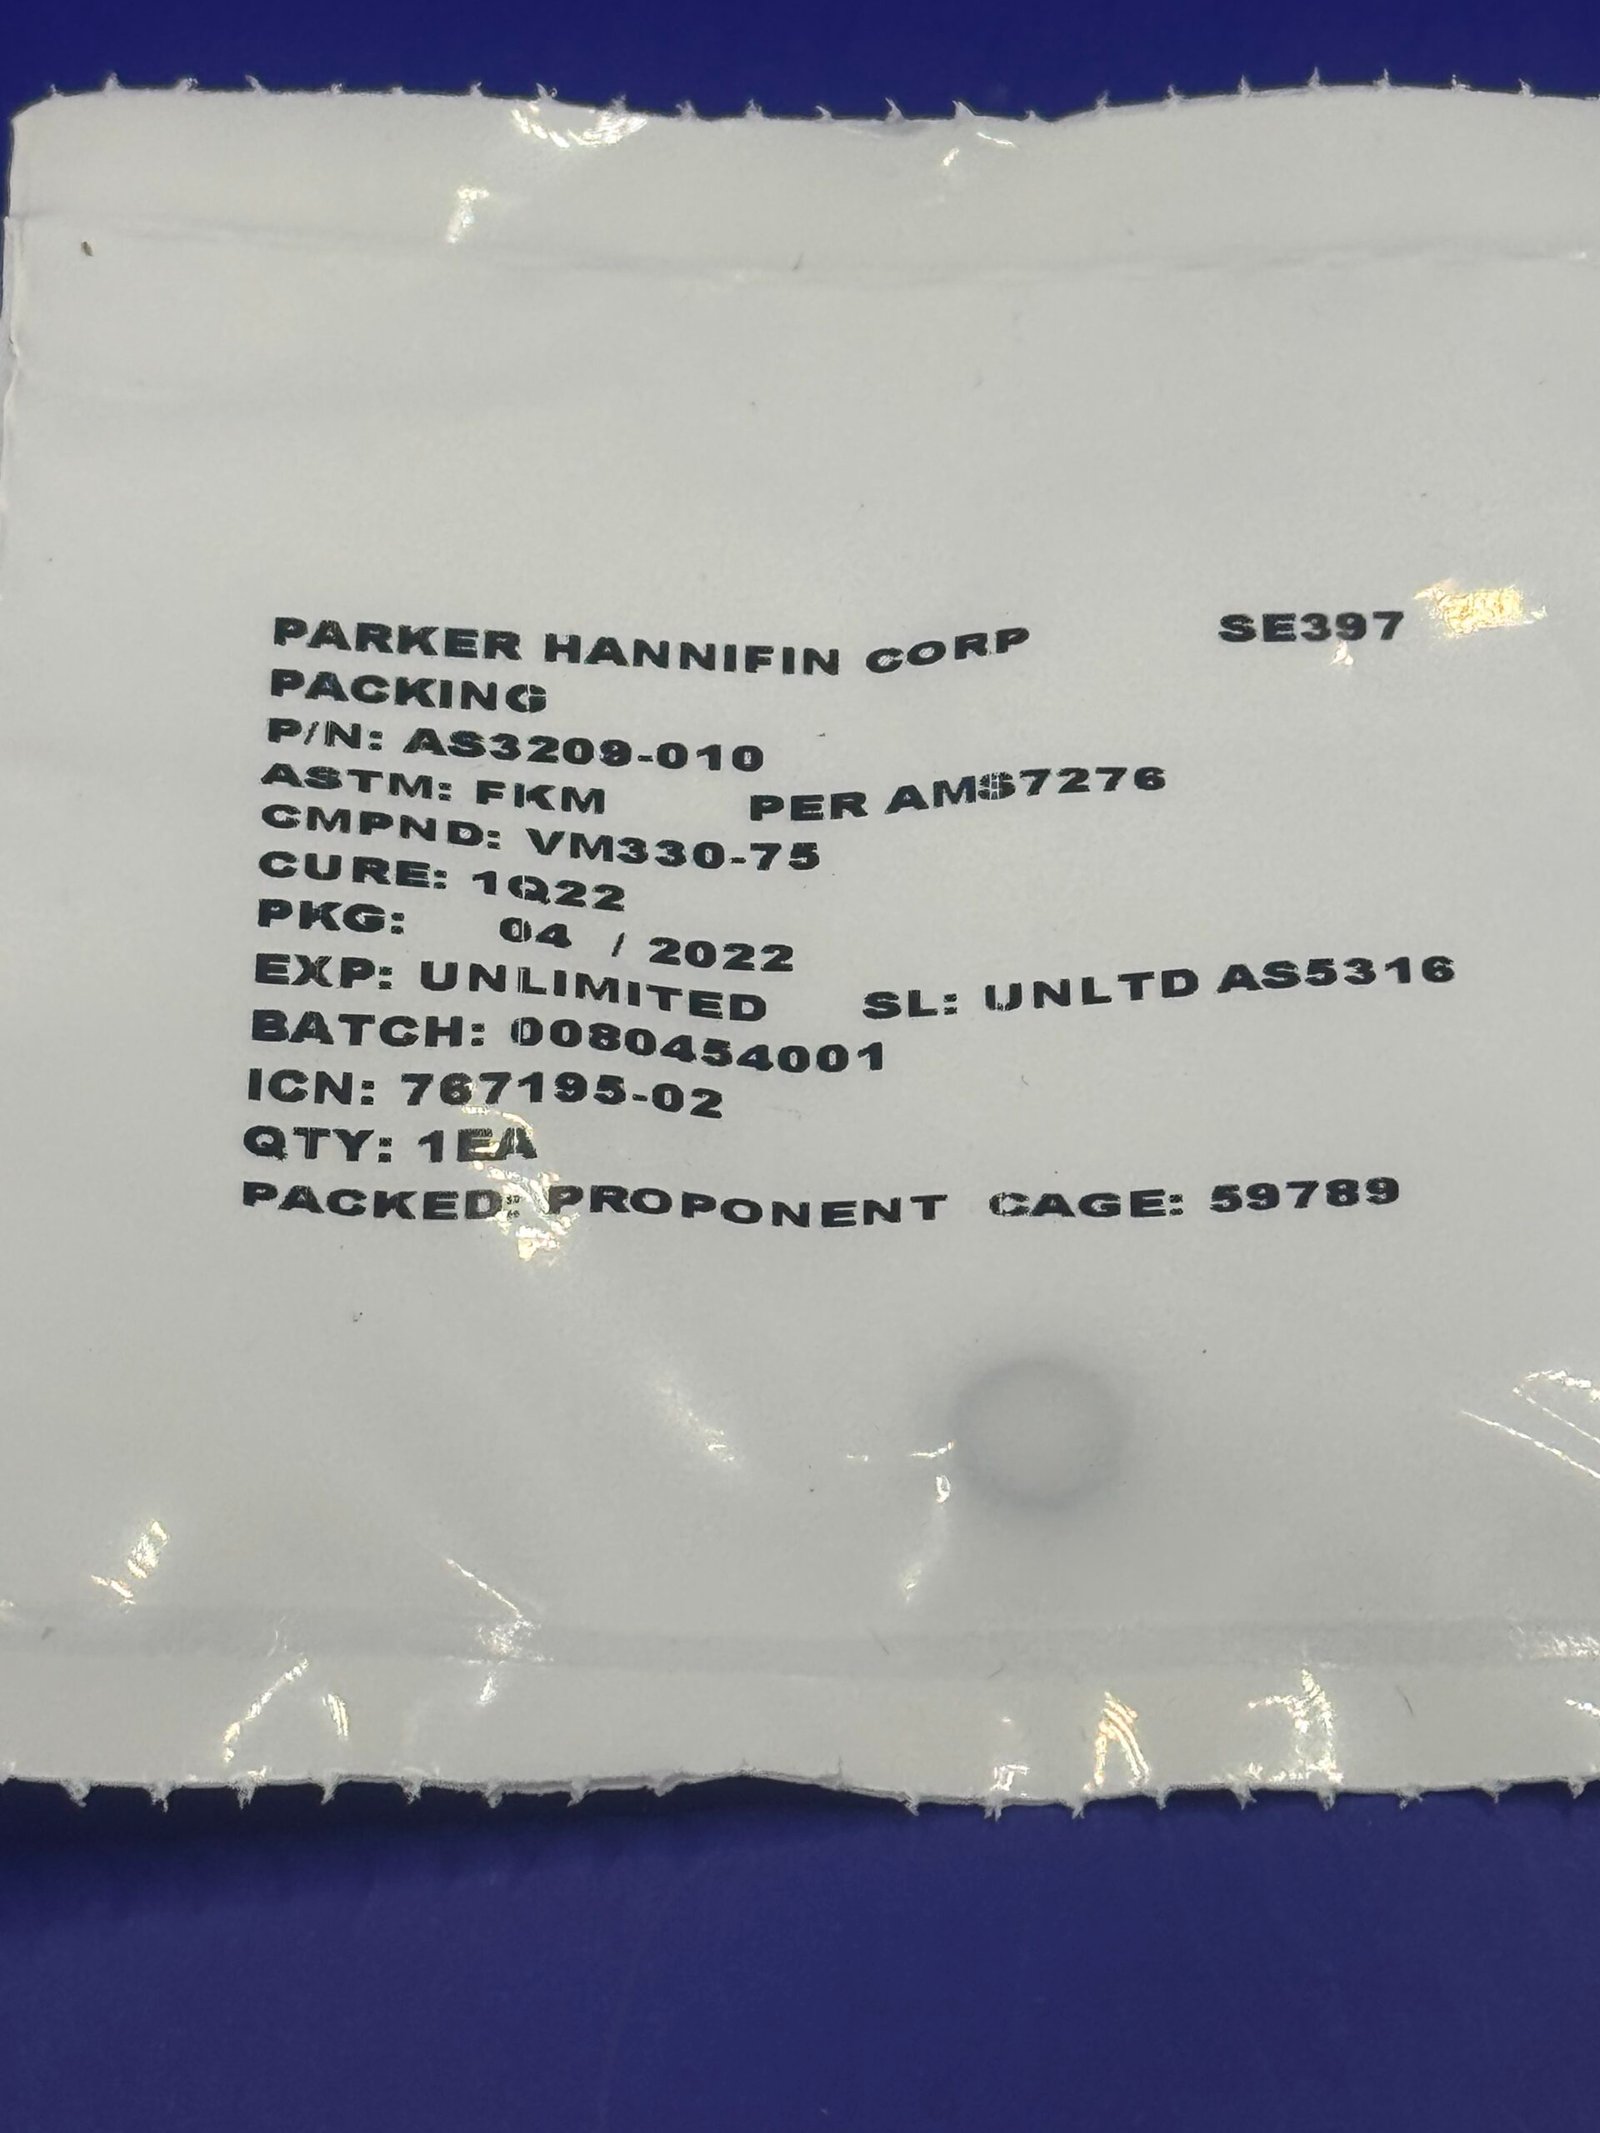 PARKER HANNIFIN CORP SE397
PACKING
P/N: AS3209-010
ASTM: FKM PER AMS7276
CMPND: VM330-75
CURE: 1Q22
PKG: 04 / 2022
EXP: UNLIMITED SL: UNLTD AS5316
BATCH: 0080454001
ICN: 767195-02
QTY: 1EA
PACKED: PROPONENT CAGE: 59789